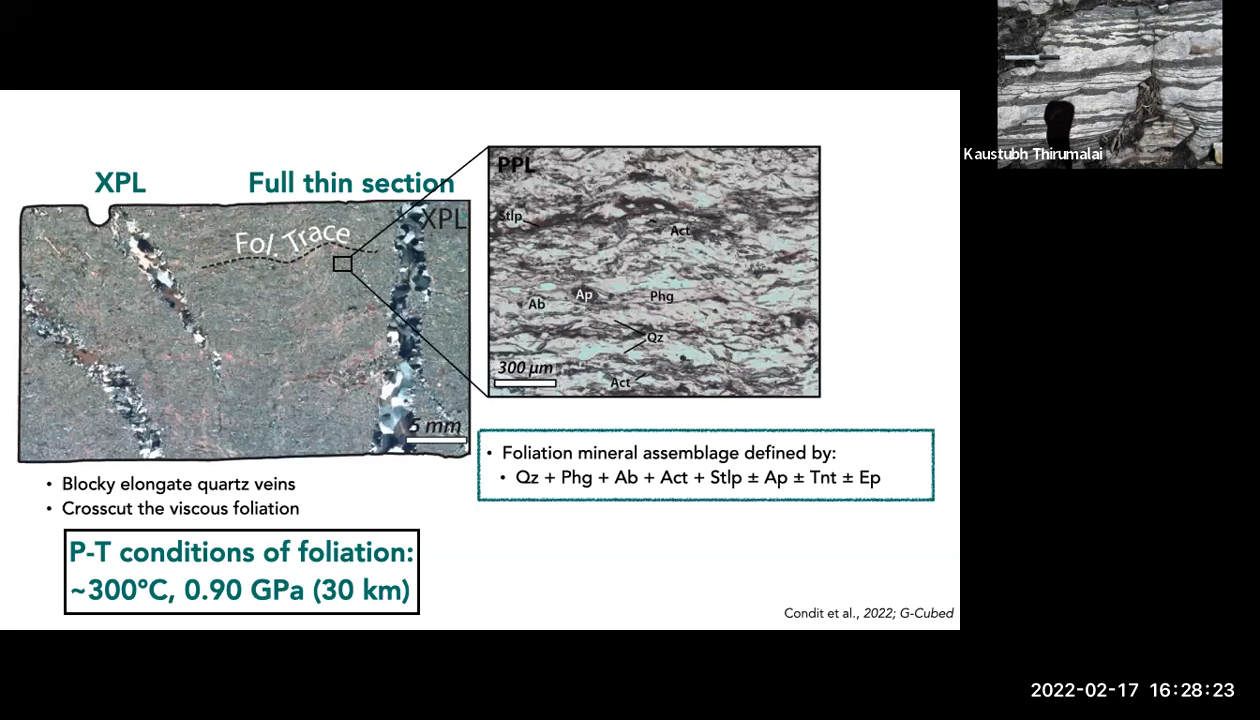 XPL
Full thin section
XPL
Fol Trace
5 mm
PPL
Stlp
Act
Ab
Ap
Phg
Qz
Act
300 μm
• Foliation mineral assemblage defined by:
• Qz + Phg + Ab + Act + Stlp ± Ap ± Tnt ± Ep
• Blocky elongate quartz veins
• Crosscut the viscous foliation
P-T conditions of foliation:
~300°C, 0.90 GPa (30 km)
Condit et al., 2022; G-Cubed
Kaustubh Thirumalai
2022-02-17 16:28:23